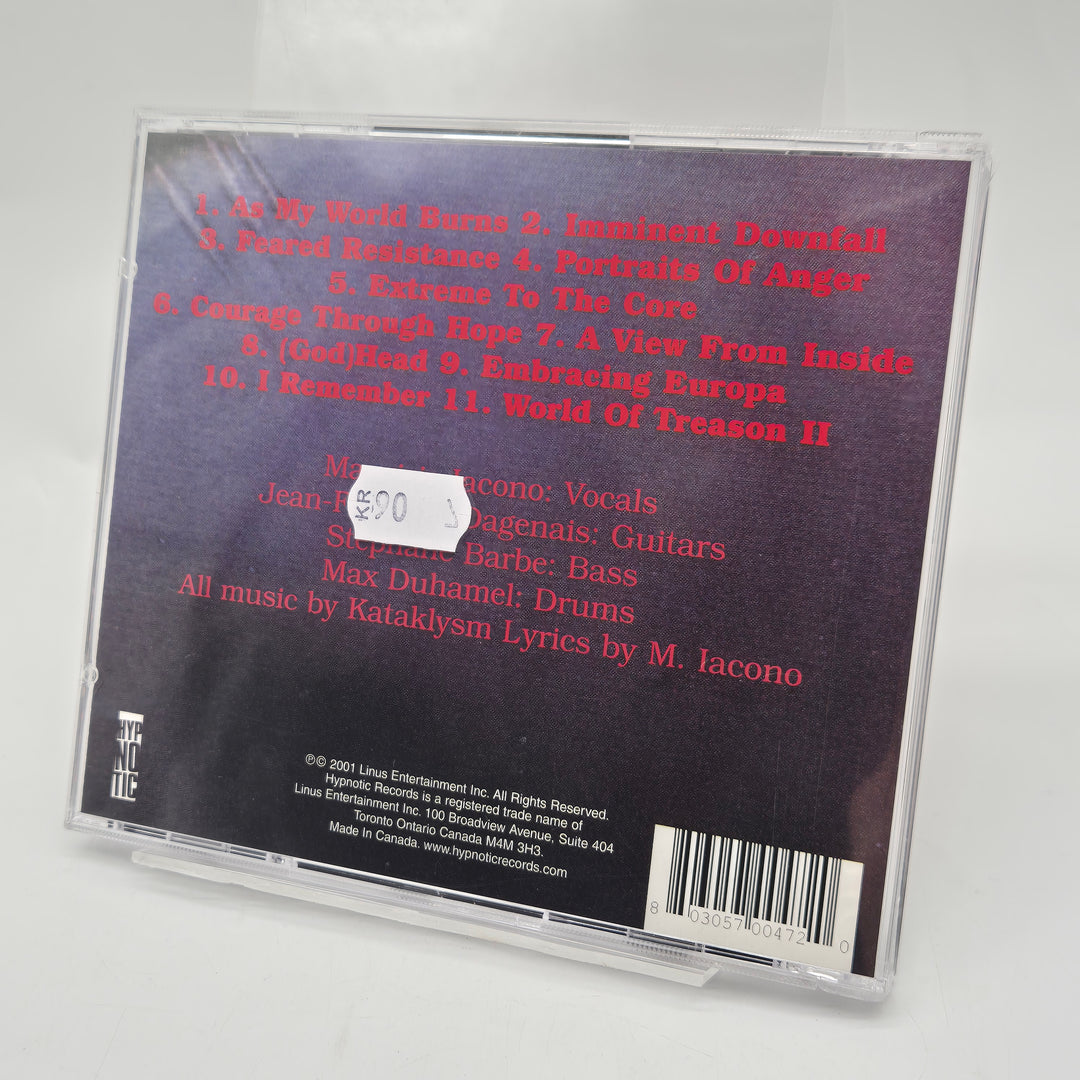 1. As My World Burns 2. Imminent Downfall
3. Feared Resistance 4. Portraits Of Anger
5. Extreme To The Core
6. Courage Through Hope 7. A View From Inside
8. (God)Head 9. Embracing Europa
10. I Remember 11. World Of Treason II
Iacono: Vocals
Dagenais: Guitars
KR 90
Stephane Barbe: Bass
Max Duhamel: Drums
All music by Kataklysm Lyrics by M. Iacono
HYP
NO
TIC
℗© 2001 Linus Entertainment Inc. All Rights Reserved.
Hypnotic Records is a registered trade name of
Linus Entertainment Inc. 100 Broadview Avenue, Suite 404
Toronto Ontario Canada M4M 3H3.
Made In Canada. www.hypnoticrecords.com
8 03057 00472 0